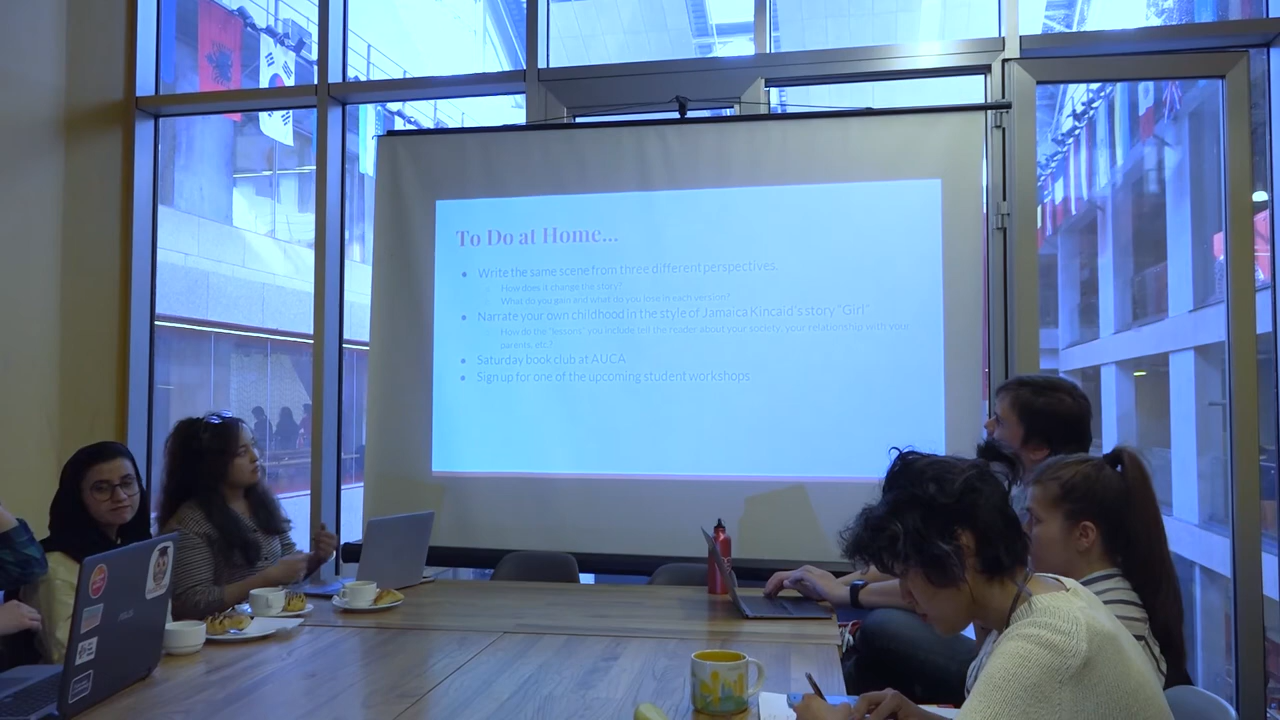 To Do at Home...
Write the same scene from three different perspectives.
How does it change the story?
What do you gain and what do you lose in each version?
Narrate your own childhood in the style of Jamaica Kincaid's story "Girl"
How do the "lessons" you include tell the reader about your society, your relationship with your
parents, etc.?
Saturday book club at AUCA
Sign up for one of the upcoming student workshops